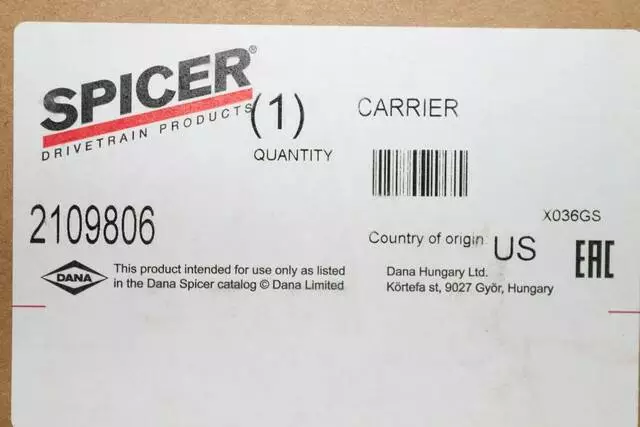 SPICER®
DRIVETRAIN PRODUCTS
(1)
QUANTITY
CARRIER
2109806
X036GS
Country of origin: US
EAC
DANA
This product intended for use only as listed
in the Dana Spicer catalog © Dana Limited
Dana Hungary Ltd.
Körtefa st, 9027 Győr, Hungary